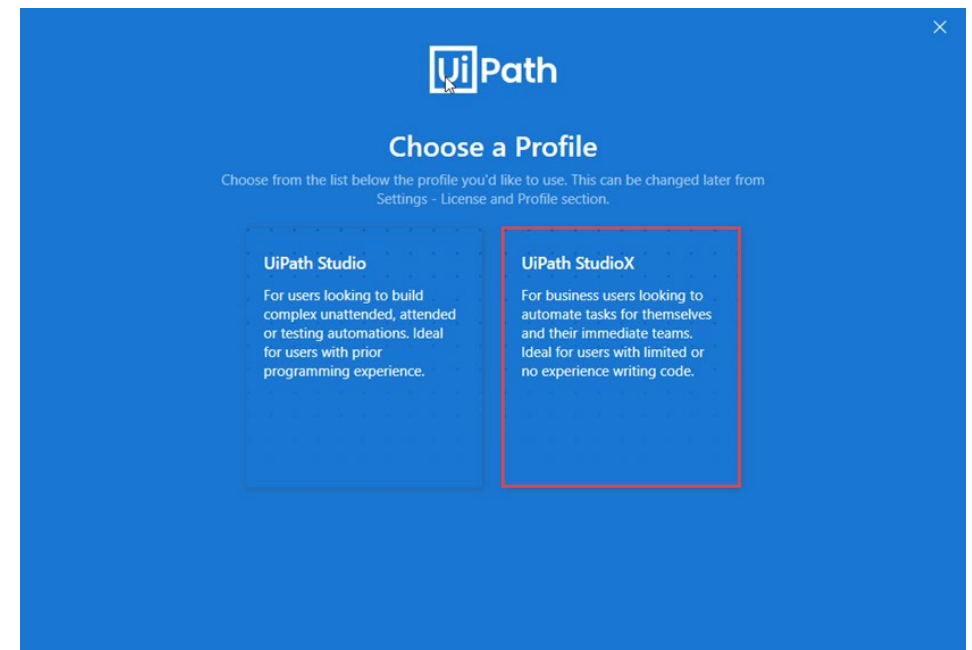 UiPath
Choose a Profile
Choose from the list below the profile you'd like to use. This can be changed later from
Settings - License and Profile section.
UiPath Studio
For users looking to build
complex unattended, attended
or testing automations. Ideal
for users with prior
programming experience.
UiPath StudioX
For business users looking to
automate tasks for themselves
and their immediate teams.
Ideal for users with limited or
no experience writing code.